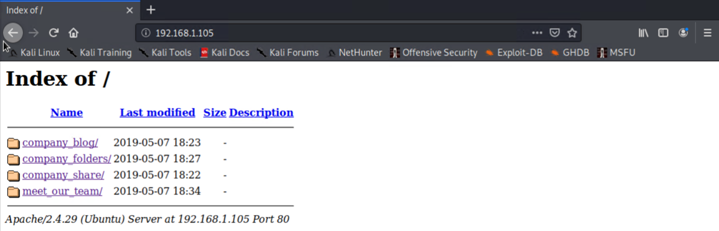 Index of /
192.168.1.105
Kali Linux Kali Training Kali Tools Kali Docs Kali Forums NetHunter Offensive Security Exploit-DB GHDB MSFU
Index of /
Name Last modified Size Description
company_blog/ 2019-05-07 18:23 -
company_folders/ 2019-05-07 18:27 -
company_share/ 2019-05-07 18:22 -
meet_our_team/ 2019-05-07 18:34 -
Apache/2.4.29 (Ubuntu) Server at 192.168.1.105 Port 80